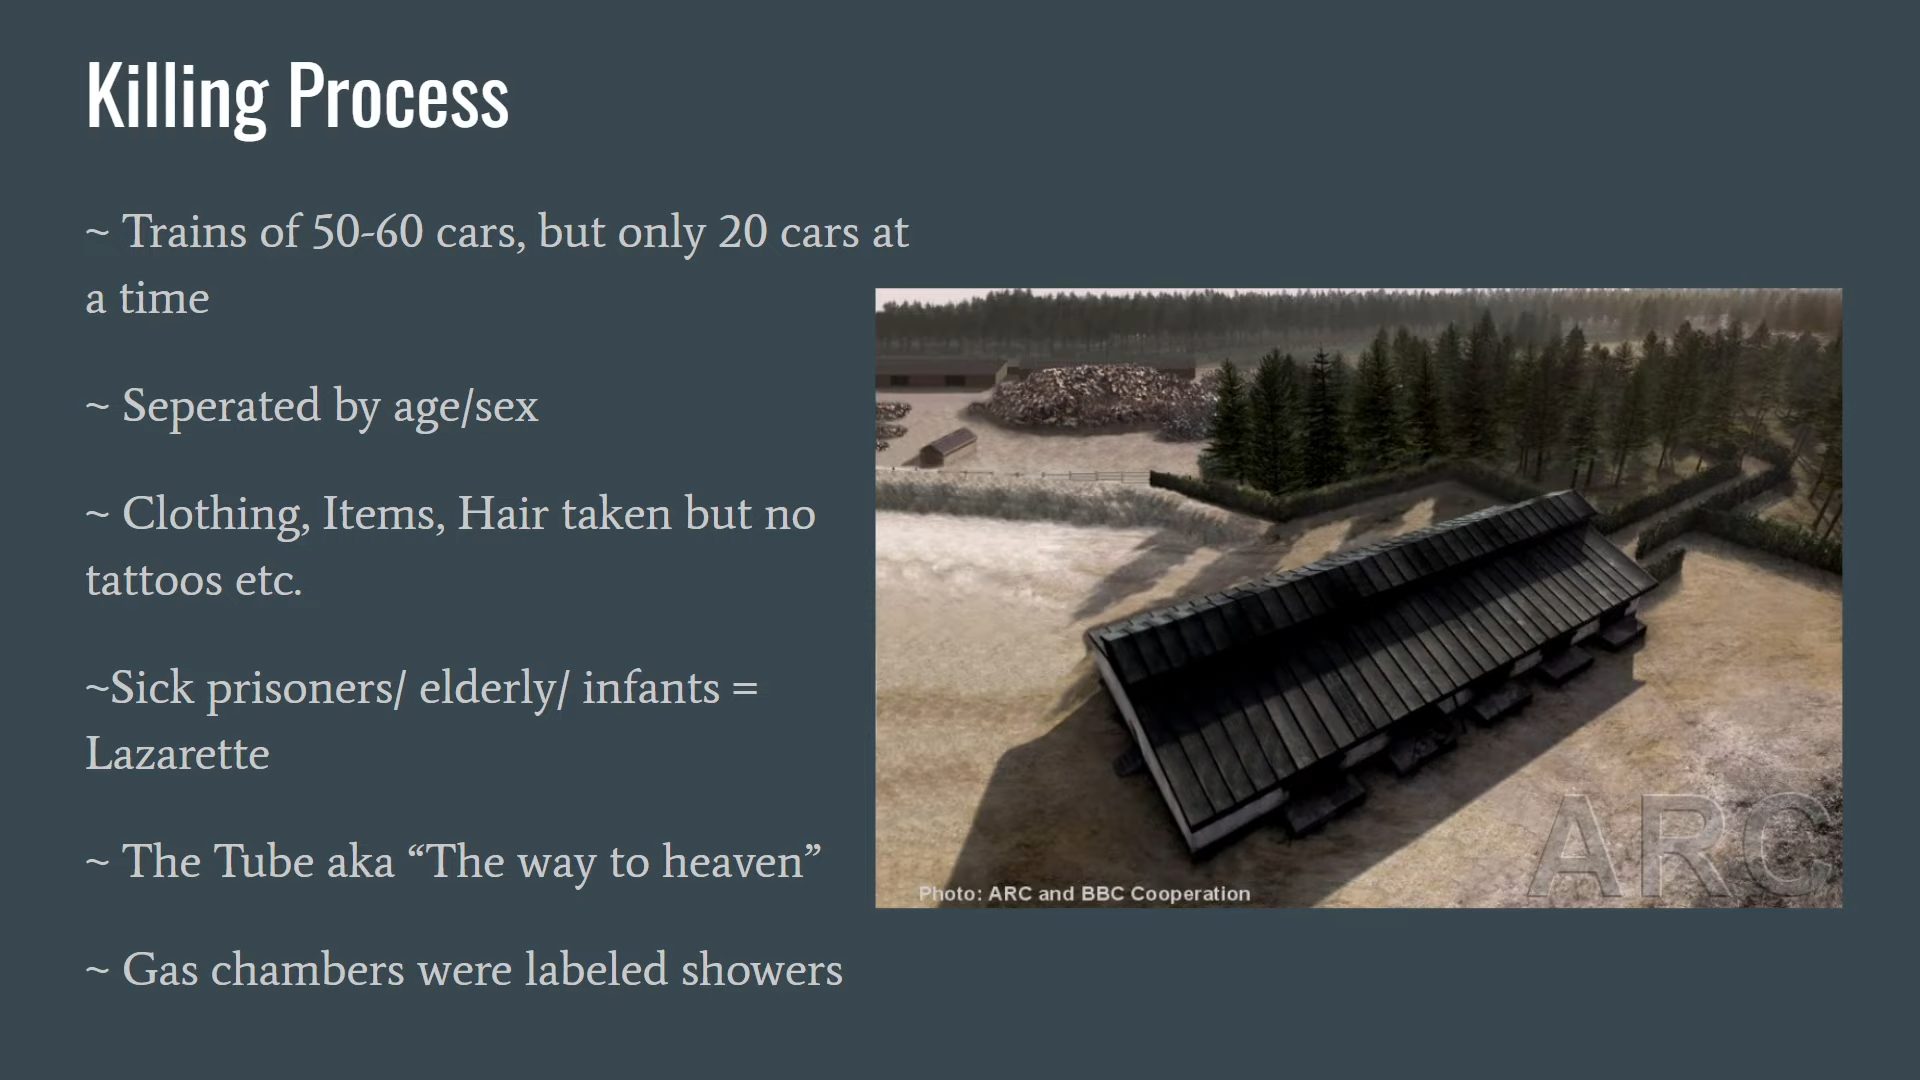 Killing Process
~ Trains of 50-60 cars, but only 20 cars at
a time
~ Seperated by age/sex
~ Clothing, Items, Hair taken but no
tattoos etc.
~Sick prisoners/ elderly/ infants =
Lazarette
~ The Tube aka “The way to heaven”
~ Gas chambers were labeled showers
ARC
Photo: ARC and BBC Cooperation